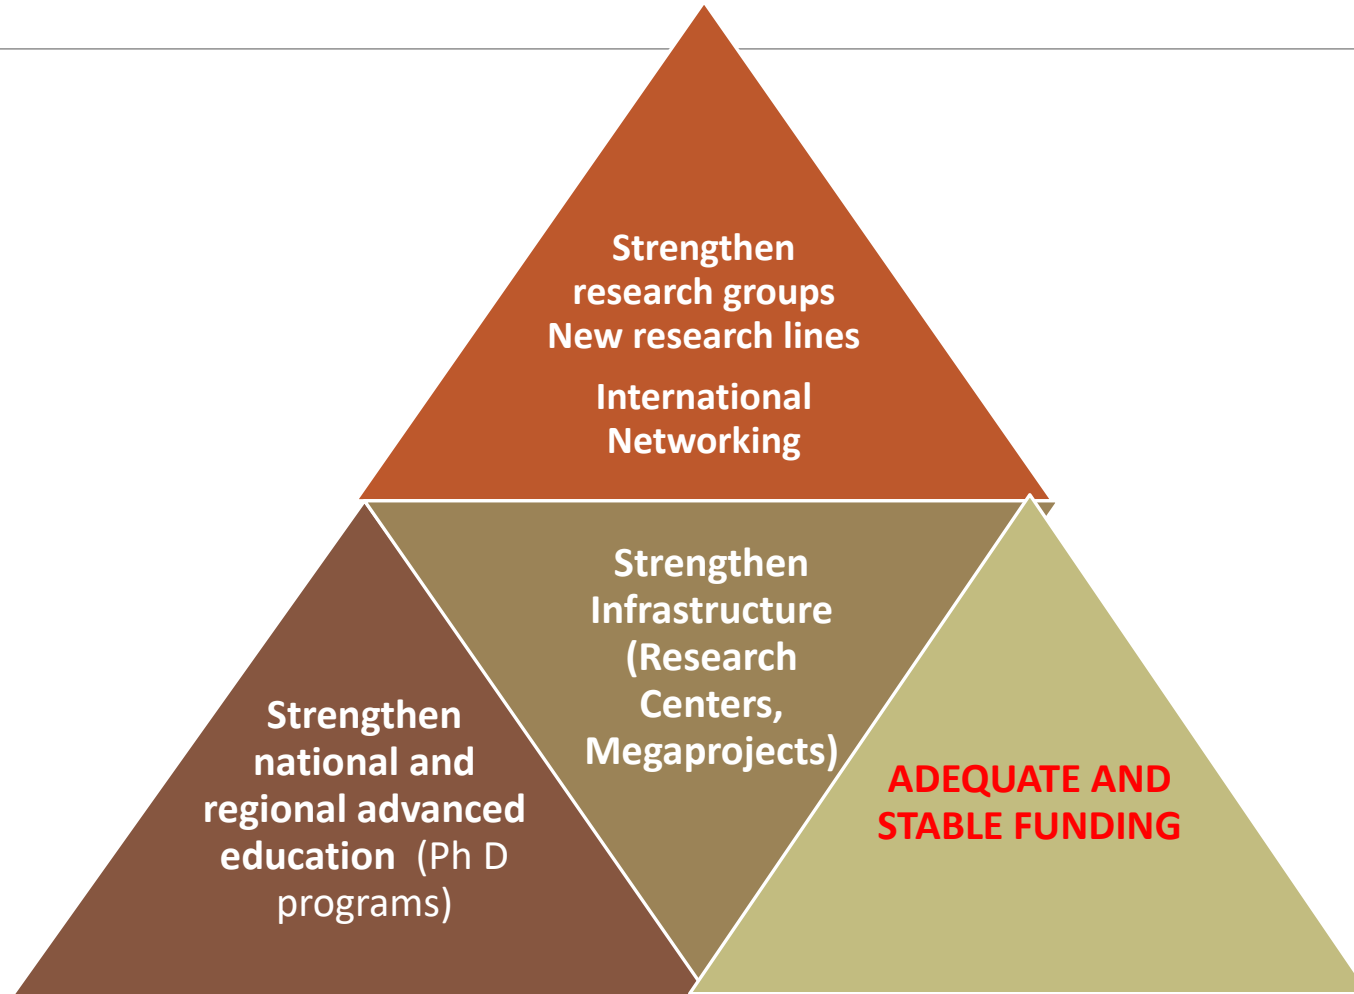 Strengthen
research groups
New research lines
International
Networking
Strengthen
Infrastructure
(Research
Centers,
Megaprojects)
Strengthen
national and
regional advanced
education (Ph D
programs)
ADEQUATE AND
STABLE FUNDING